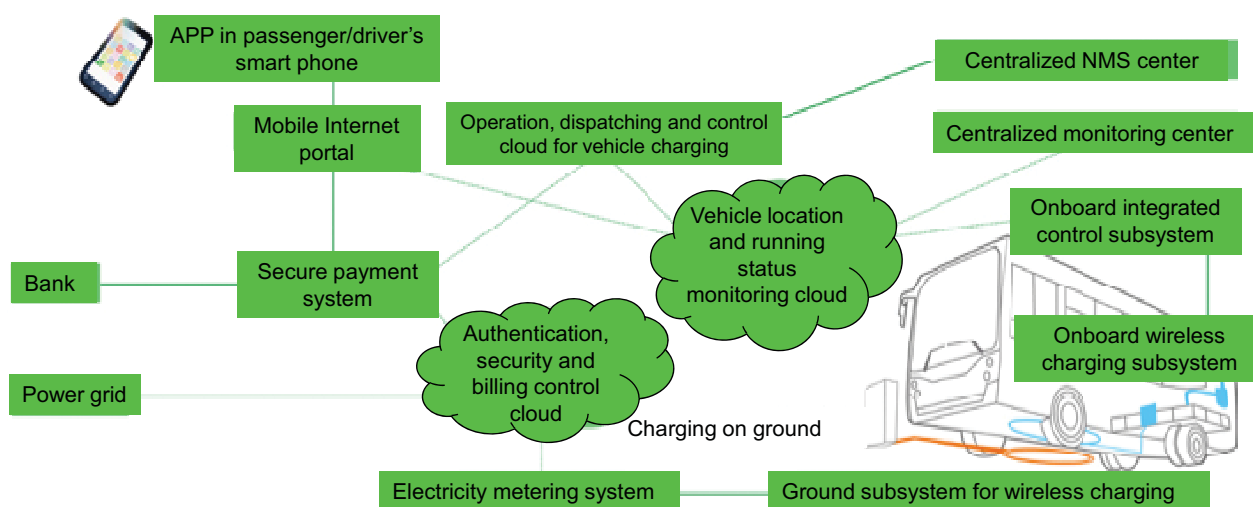 APP in passenger/driver's
smart phone
Centralized NMS center
Mobile Internet
portal
Operation, dispatching and control
cloud for vehicle charging
Centralized monitoring center
Vehicle location
and running
status
monitoring cloud
Onboard integrated
control subsystem
Bank
Secure payment
system
Authentication,
security and
billing control
cloud
Onboard wireless
charging subsystem
Power grid
Charging on ground
Electricity metering system
Ground subsystem for wireless charging